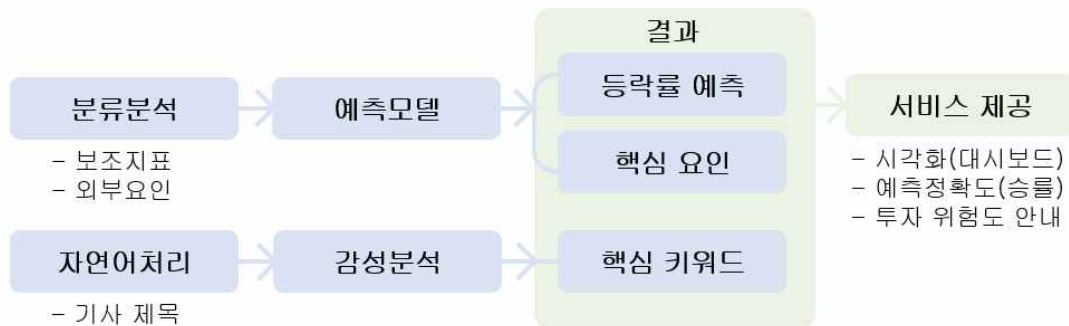 결과
분류분석
예측모델
등락률 예측
핵심 요인
서비스 제공
- 보조지표
- 외부요인
- 시각화(대시보드)
- 예측정확도(승률)
- 투자 위험도 안내
자연어처리
감성분석
핵심 키워드
- 기사 제목